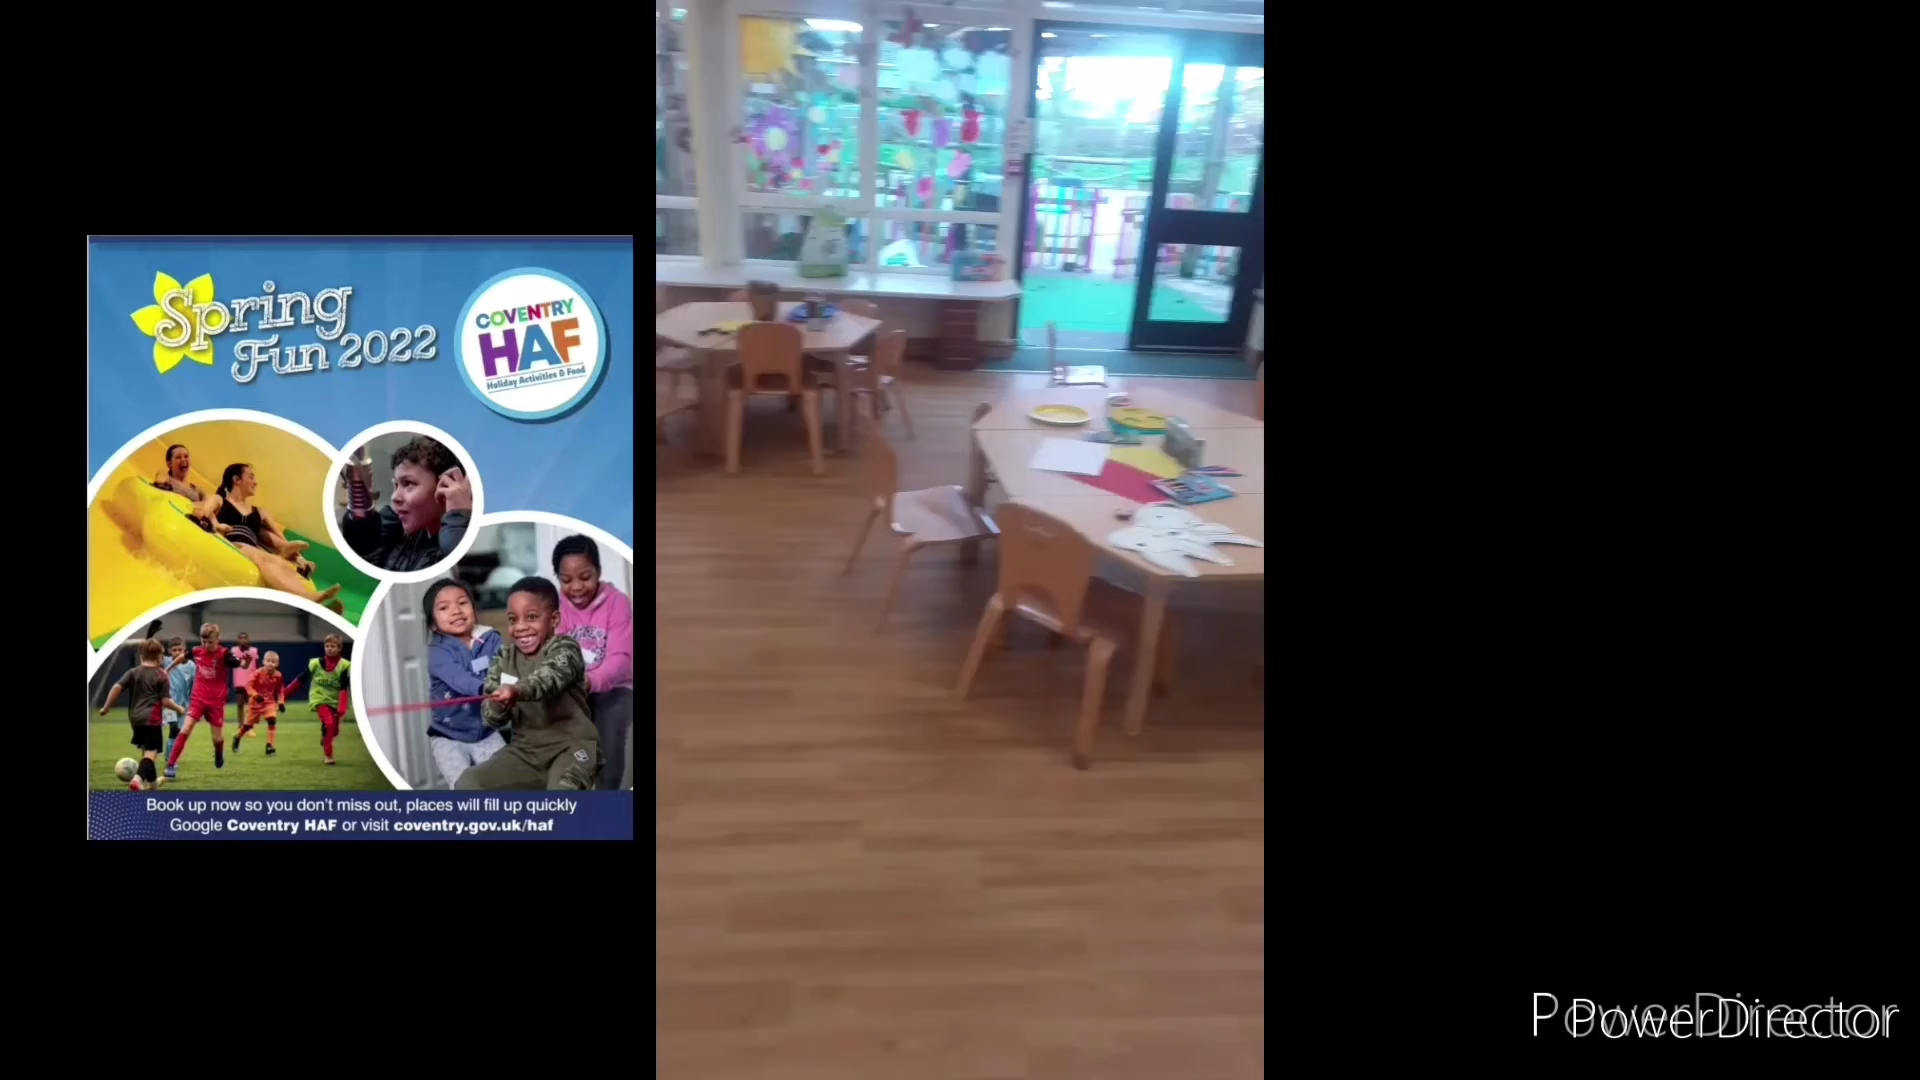 Spring
Fun 2022
COVENTRY
HAF
Holiday Activities & Food
Book up now so you don't miss out, places will fill up quickly
Google Coventry HAF or visit coventry.gov.uk/haf
PowerDirector
PowerDirector